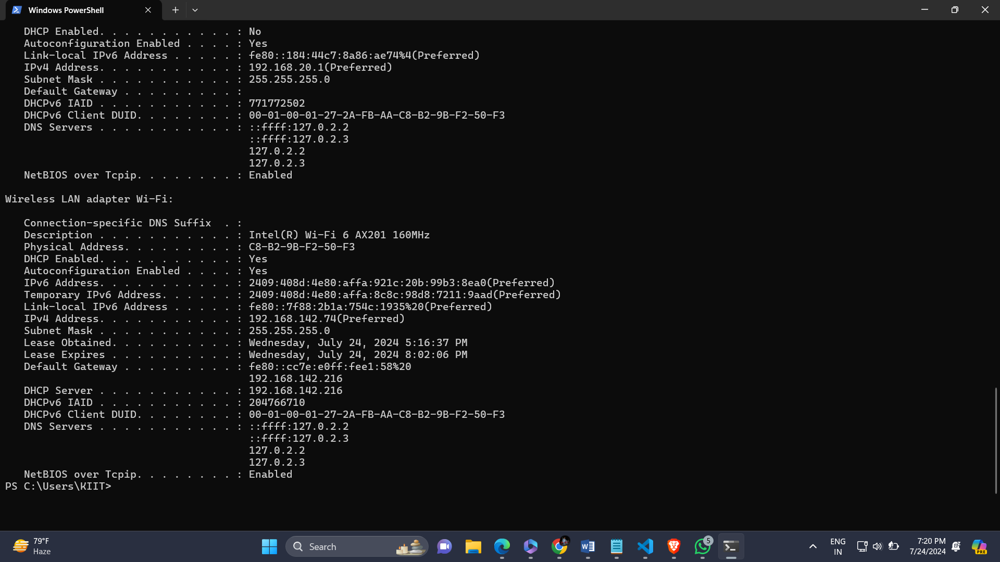 Windows PowerShell
DHCP Enabled. . . . . . . . . . . : No
Autoconfiguration Enabled . . . . : Yes
Link-local IPv6 Address . . . . . : fe80::184:44c7:8a86:ae74%4(Preferred)
IPv4 Address. . . . . . . . . . . : 192.168.20.1(Preferred)
Subnet Mask . . . . . . . . . . . : 255.255.255.0
Default Gateway . . . . . . . . . :
DHCPv6 IAID . . . . . . . . . . . : 771772502
DHCPv6 Client DUID. . . . . . . . : 00-01-00-01-27-2A-FB-AA-C8-B2-9B-F2-50-F3
DNS Servers . . . . . . . . . . . : ::ffff:127.0.2.2
::ffff:127.0.2.3
127.0.2.2
127.0.2.3
NetBIOS over Tcpip. . . . . . . . : Enabled
Wireless LAN adapter Wi-Fi:
Connection-specific DNS Suffix  . :
Description . . . . . . . . . . . : Intel(R) Wi-Fi 6 AX201 160MHz
Physical Address. . . . . . . . . : C8-B2-9B-F2-50-F3
DHCP Enabled. . . . . . . . . . . : Yes
Autoconfiguration Enabled . . . . : Yes
IPv6 Address. . . . . . . . . . . : 2409:408d:4e80:affa:921c:20b:99b3:8ea0(Preferred)
Temporary IPv6 Address. . . . . . : 2409:408d:4e80:affa:8c8c:98d8:7211:9aad(Preferred)
Link-local IPv6 Address . . . . . : fe80::7f88:2b1a:754c:1935%20(Preferred)
IPv4 Address. . . . . . . . . . . : 192.168.142.74(Preferred)
Subnet Mask . . . . . . . . . . . : 255.255.255.0
Lease Obtained. . . . . . . . . . : Wednesday, July 24, 2024 5:16:37 PM
Lease Expires . . . . . . . . . . : Wednesday, July 24, 2024 8:02:06 PM
Default Gateway . . . . . . . . . : fe80::cc7e:e0ff:fee1:58%20
192.168.142.216
DHCP Server . . . . . . . . . . . : 192.168.142.216
DHCPv6 IAID . . . . . . . . . . . : 204766710
DHCPv6 Client DUID. . . . . . . . : 00-01-00-01-27-2A-FB-AA-C8-B2-9B-F2-50-F3
DNS Servers . . . . . . . . . . . : ::ffff:127.0.2.2
::ffff:127.0.2.3
127.0.2.2
127.0.2.3
NetBIOS over Tcpip. . . . . . . . : Enabled
PS C:\Users\KIIT>
79°F
Haze
Search
W
5
ENG
IN
7:20 PM
7/24/2024
PRE